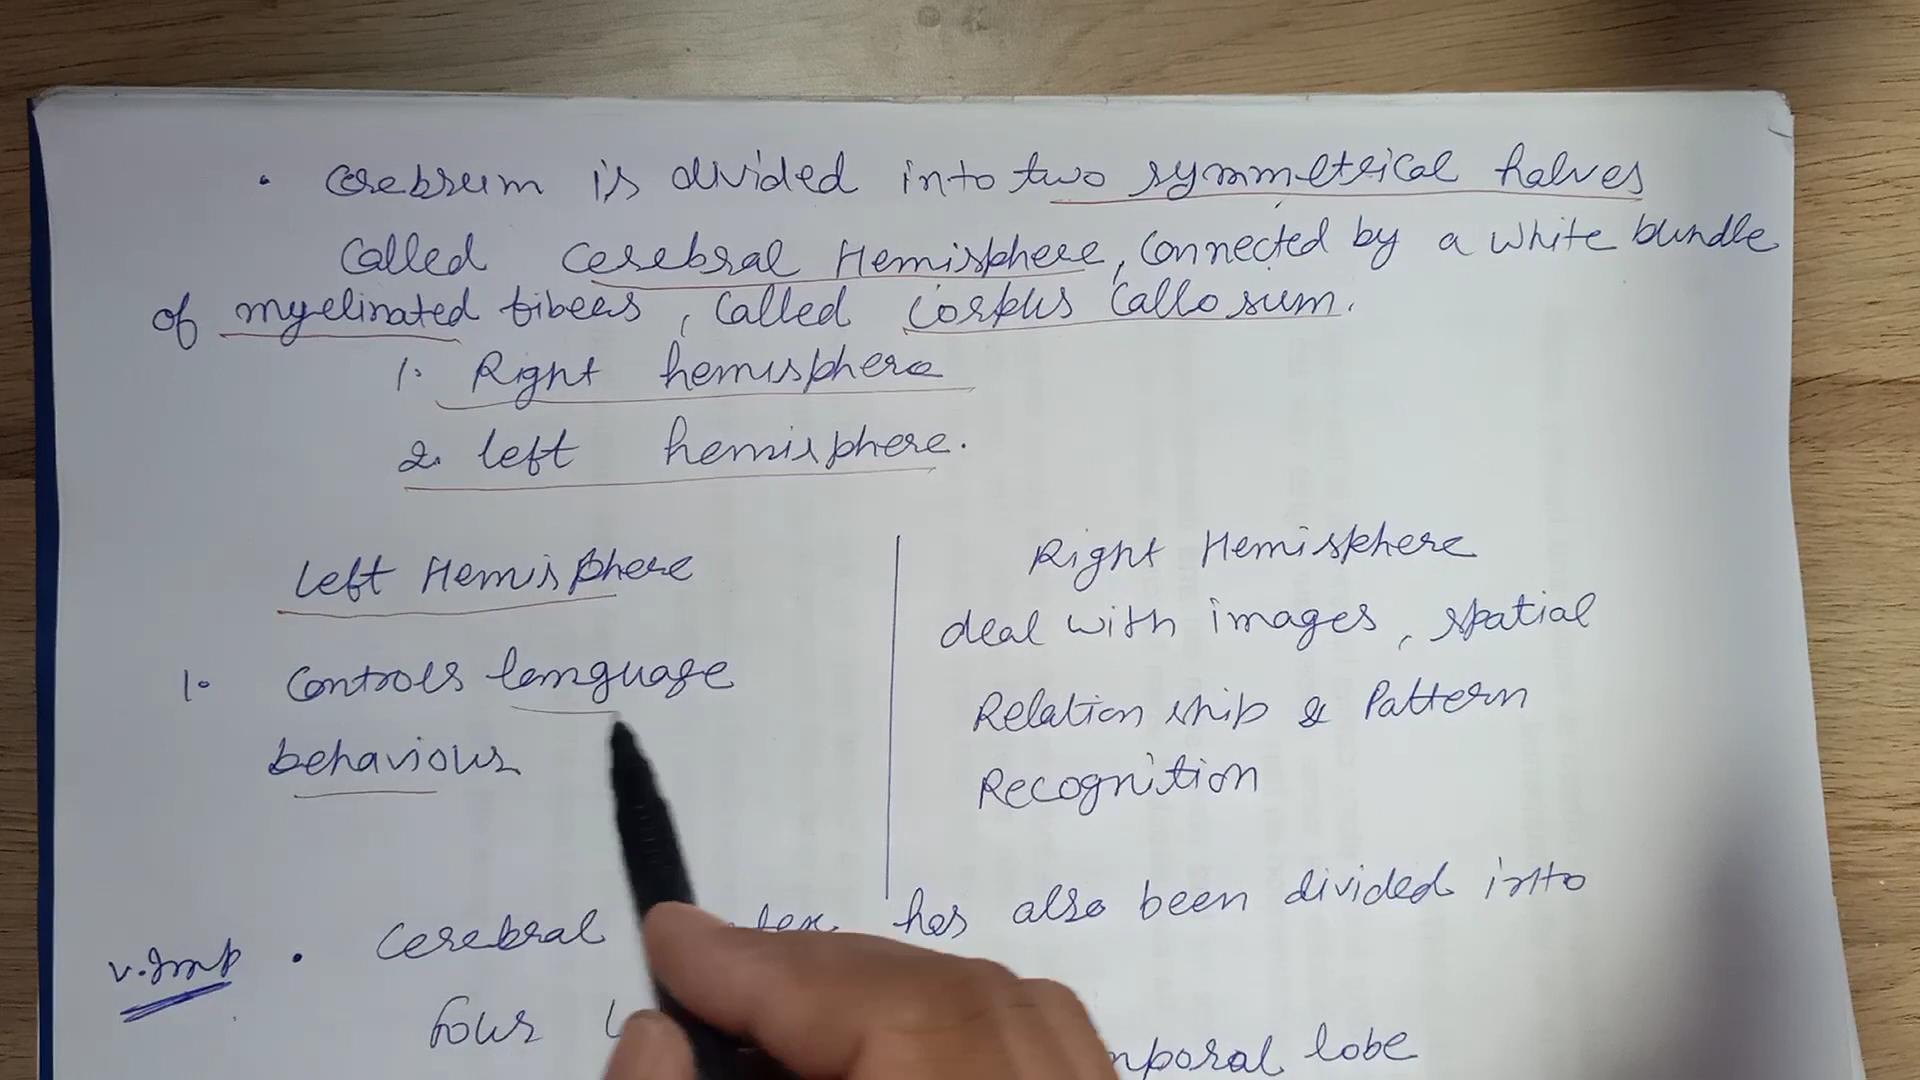 • Cerebrum is divided into two symmetrical halves
Called Cerebral Hemisphere, Connected by a white bundle
of myelinated fibers, Called Corpus Callosum.
1. Right hemisphere
2. left hemisphere.
Left Hemisphere
1. Controls language
behaviour
Right Hemisphere
deal with images, spatial
Relationship & Pattern
Recognition
v.Imp • Cerebral has also been divided into
four
lobe